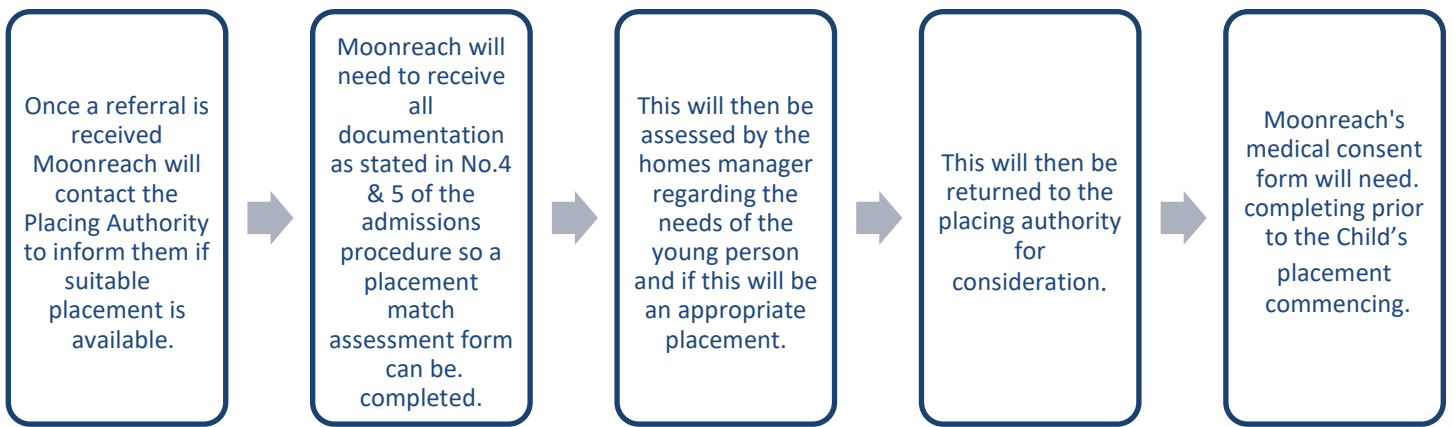 Once a referral is
received
Moonreach will
contact the
Placing Authority
to inform them if
suitable
placement is
available.
Moonreach will
need to receive
all
documentation
as stated in No.4
& 5 of the
admissions
procedure so a
placement
match
assessment form
can be.
completed.
This will then be
assessed by the
homes manager
regarding the
needs of the
young person
and if this will be
an appropriate
placement.
This will then be
returned to the
placing authority
for
consideration.
Moonreach's
medical consent
form will need.
completing prior
to the Child’s
placement
commencing.